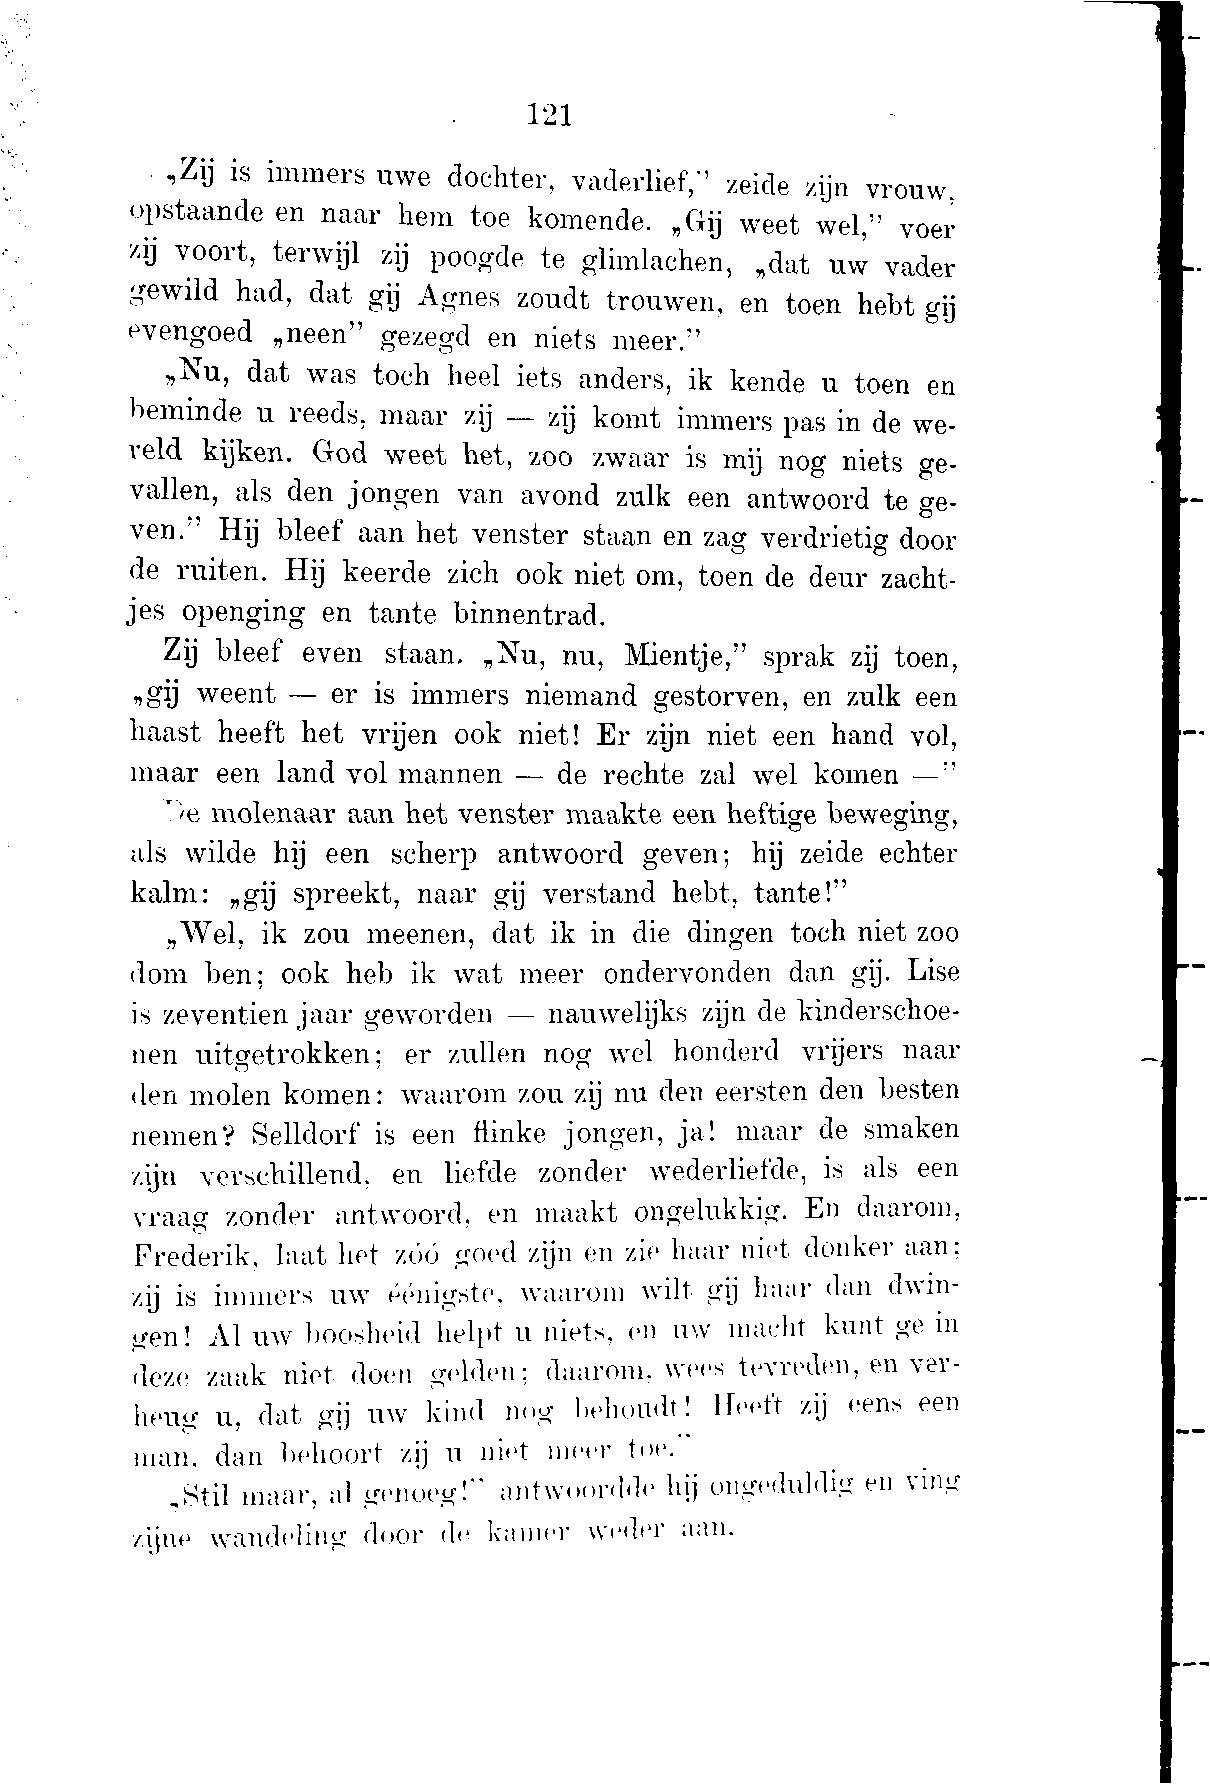 121
„Zij is immers uwe dochter, vaderlief,” zeide zijn vrouw,
opstaande en naar hem toe komende. „Gij weet wel,” voer
zij voort, terwijl zij poogde te glimlachen, „dat uw vader
gewild had, dat gij Agnes zoudt trouwen, en toen hebt gij
evengoed „neen” gezegd en niets meer.”
„Nu, dat was toch heel iets anders, ik kende u toen en
beminde u reeds, maar zij — zij komt immers pas in de we-
reld kijken. God weet het, zoo zwaar is mij nog niets ge-
vallen, als den jongen van avond zulk een antwoord te ge-
ven.” Hij bleef aan het venster staan en zag verdrietig door
de ruiten. Hij keerde zich ook niet om, toen de deur zacht-
jes openging en tante binnentrad.
Zij bleef even staan. „Nu, nu, Mientje,” sprak zij toen,
„gij weent — er is immers niemand gestorven, en zulk een
haast heeft het vrijen ook niet! Er zijn niet een hand vol,
maar een land vol mannen — de rechte zal wel komen —”
De molenaar aan het venster maakte een heftige beweging,
als wilde hij een scherp antwoord geven; hij zeide echter
kalm: „gij spreekt, naar gij verstand hebt, tante!”
„Wel, ik zou meenen, dat ik in die dingen toch niet zoo
dom ben; ook heb ik wat meer ondervonden dan gij. Lise
is zeventien jaar geworden — nauwelijks zijn de kinderschoe-
nen uitgetrokken; er zullen nog wel honderd vrijers naar
den molen komen: waarom zou zij nu den eersten den besten
nemen? Selldorf is een flinke jongen, ja! maar de smaken
zijn verschillend, en liefde zonder wederliefde, is als een
vraag zonder antwoord, en maakt ongelukkig. En daarom,
Frederik, laat het zóó goed zijn en zie haar niet donker aan;
zij is immers uw éénigste, waarom wilt gij haar dan dwin-
gen! Al uw boosheid helpt u niets, en uw macht kunt ge in
deze zaak niet doen gelden; daarom, wees tevreden, en ver-
heug u, dat gij uw kind nog behoudt! Heeft zij eens een
man, dan behoort zij u niet meer toe.”
„Stil maar, al genoeg!” antwoordde hij ongeduldig en ving
zijne wandeling door de kamer weder aan.